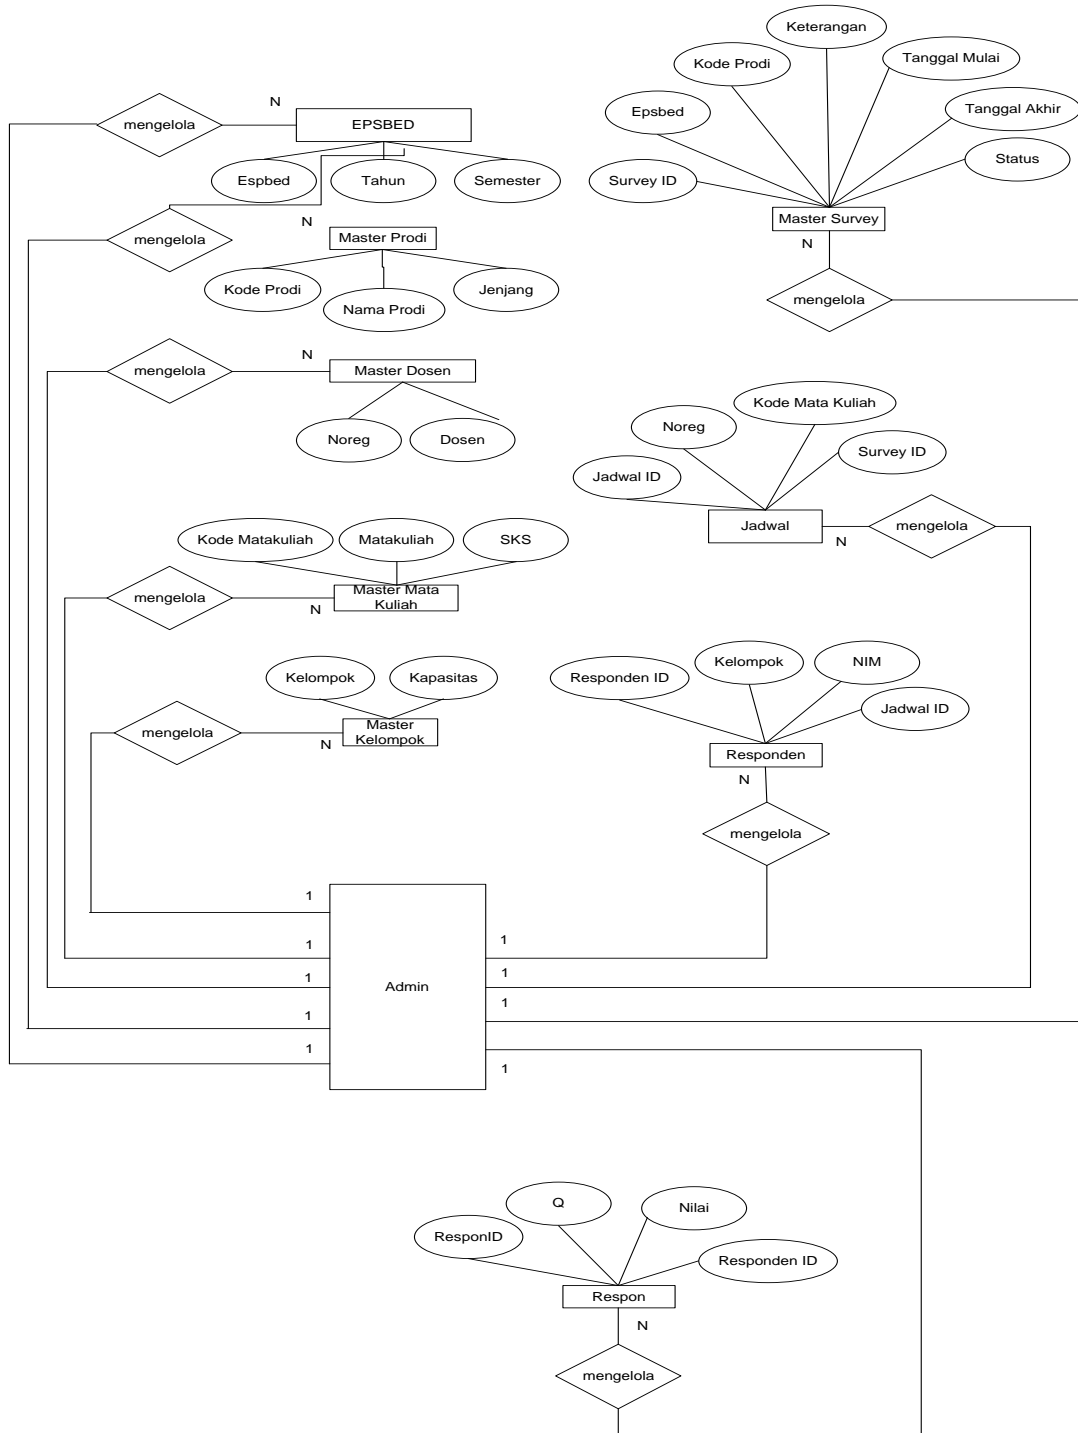 Keterangan
Kode Prodi
Tanggal Mulai
Epsbed
Tanggal Akhir
Survey ID
Status
Master Survey
N
mengelola
mengelola
N
EPSBED
Espbed
Tahun
Semester
mengelola
N
Master Prodi
Kode Prodi
Nama Prodi
Jenjang
mengelola
N
Master Dosen
Noreg
Dosen
Kode Mata Kuliah
Noreg
Survey ID
Jadwal ID
Jadwal
N
mengelola
Kode Matakuliah
Matakuliah
SKS
mengelola
N
Master Mata
Kuliah
Kelompok
Kapasitas
mengelola
N
Master
Kelompok
Responden ID
Kelompok
NIM
Jadwal ID
Responden
N
mengelola
1
1
1
1
1
Admin
1
1
1
1
Q
Nilai
ResponID
Responden ID
Respon
N
mengelola